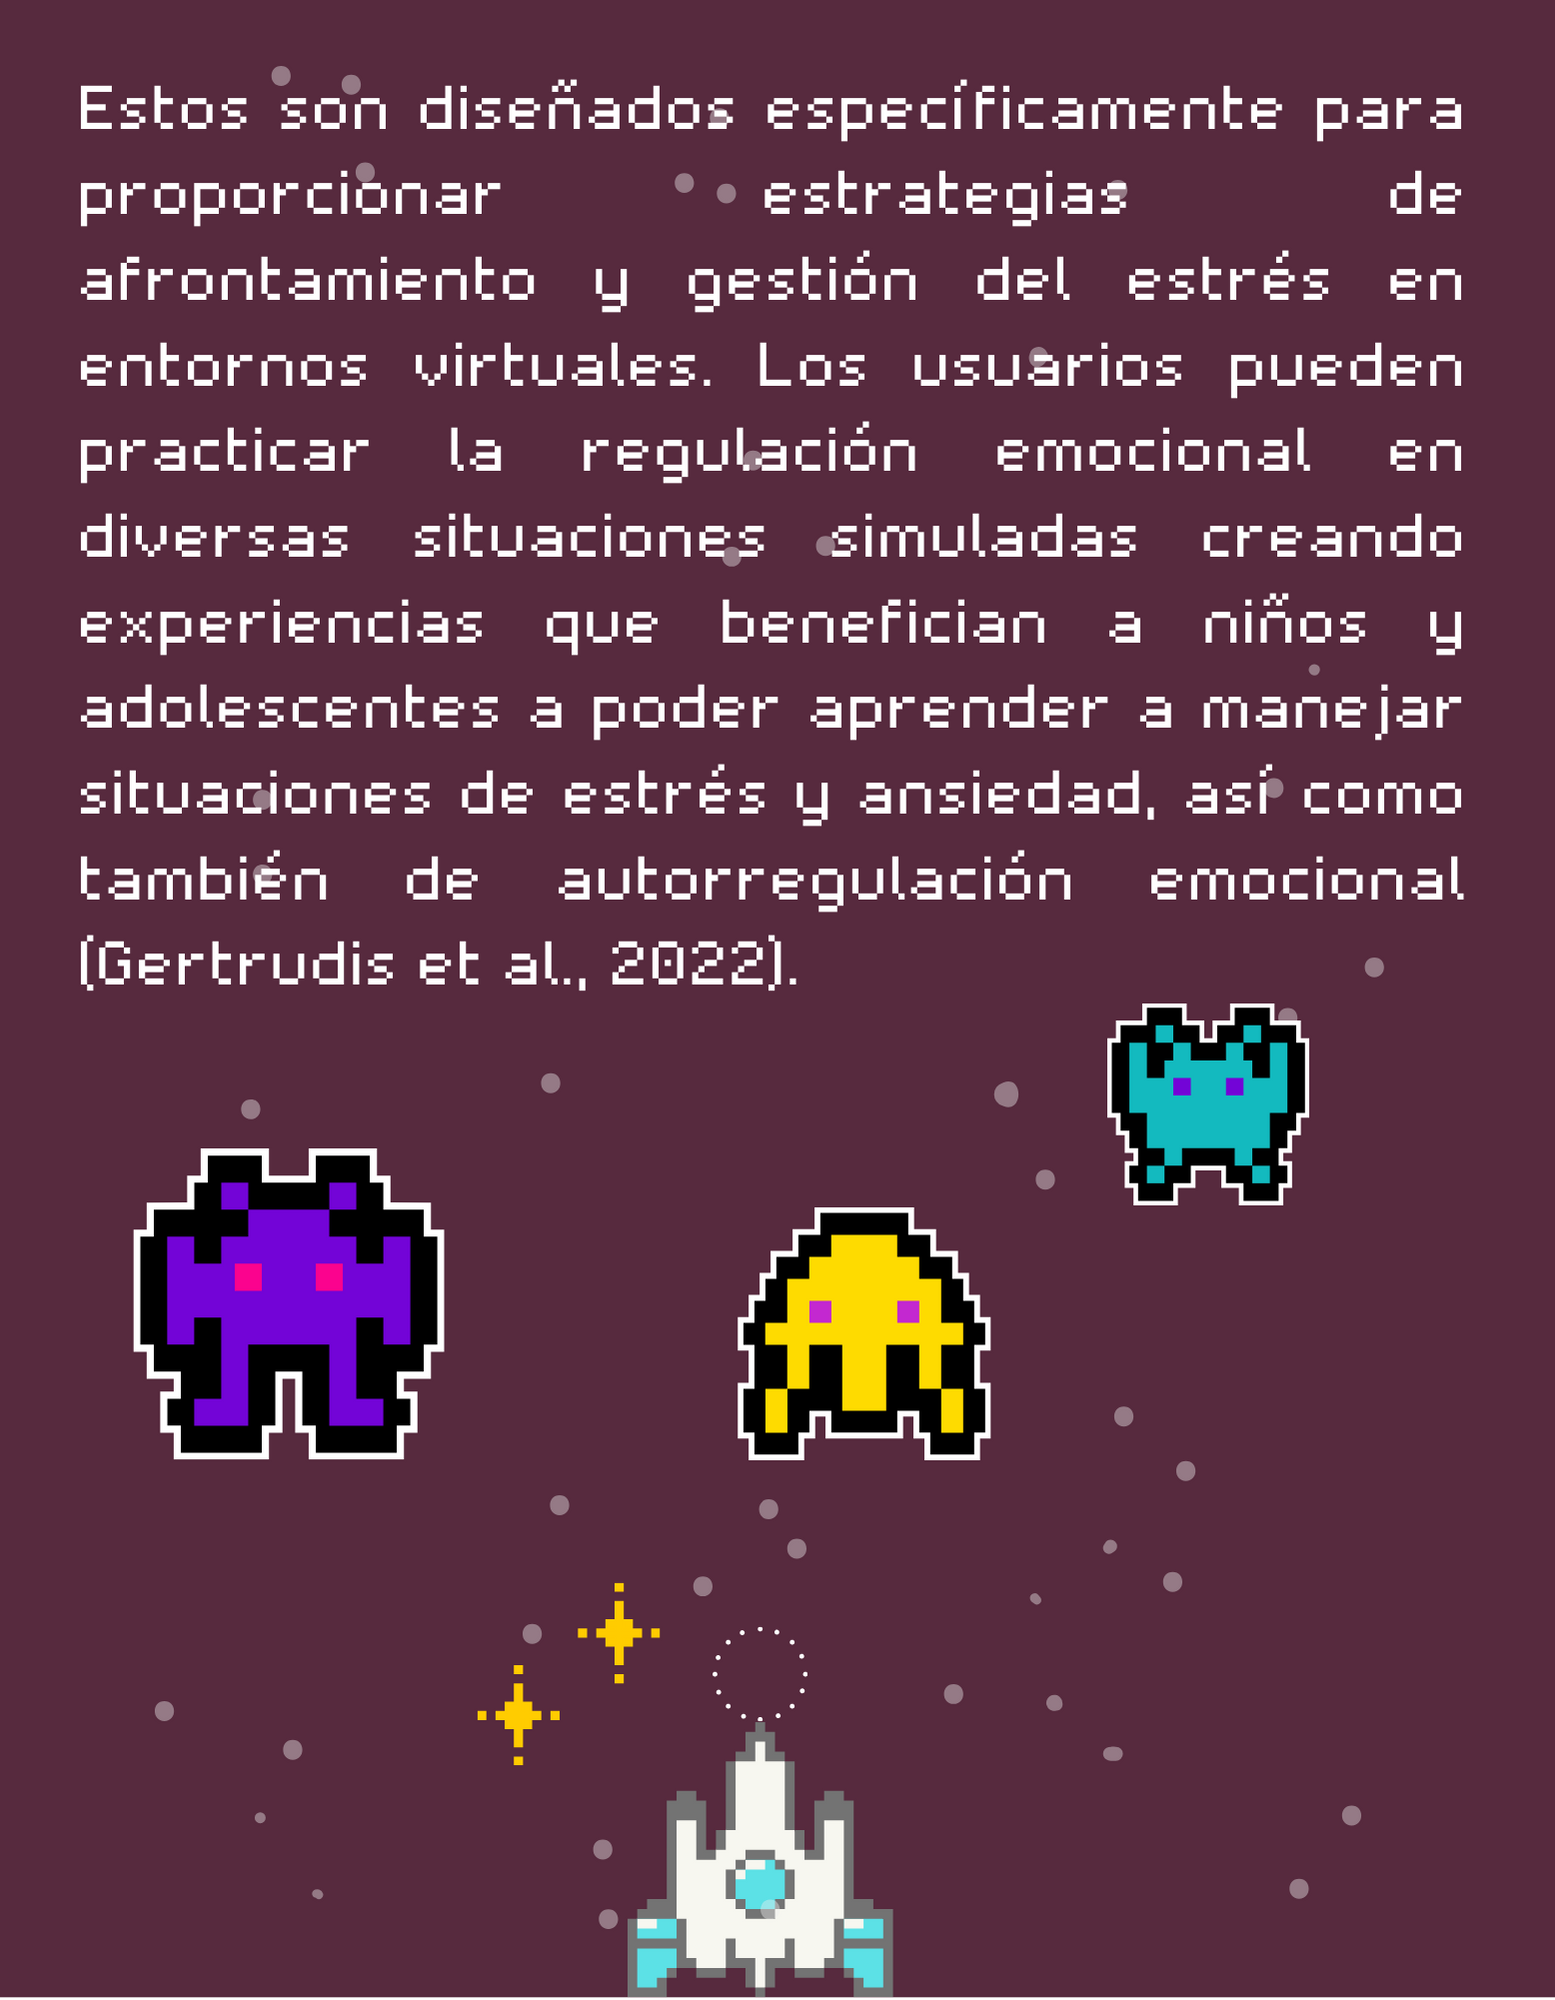 Estos son diseñados específicamente para
proporcionar estrategias de
afrontamiento y gestión del estrés en
entornos virtuales. Los usuarios pueden
practicar la regulación emocional en
diversas situaciones simuladas creando
experiencias que benefician a niños y
adolescentes a poder aprender a manejar
situaciones de estrés y ansiedad, así como
también de autorregulación emocional
(Gertrudis et al., 2022).